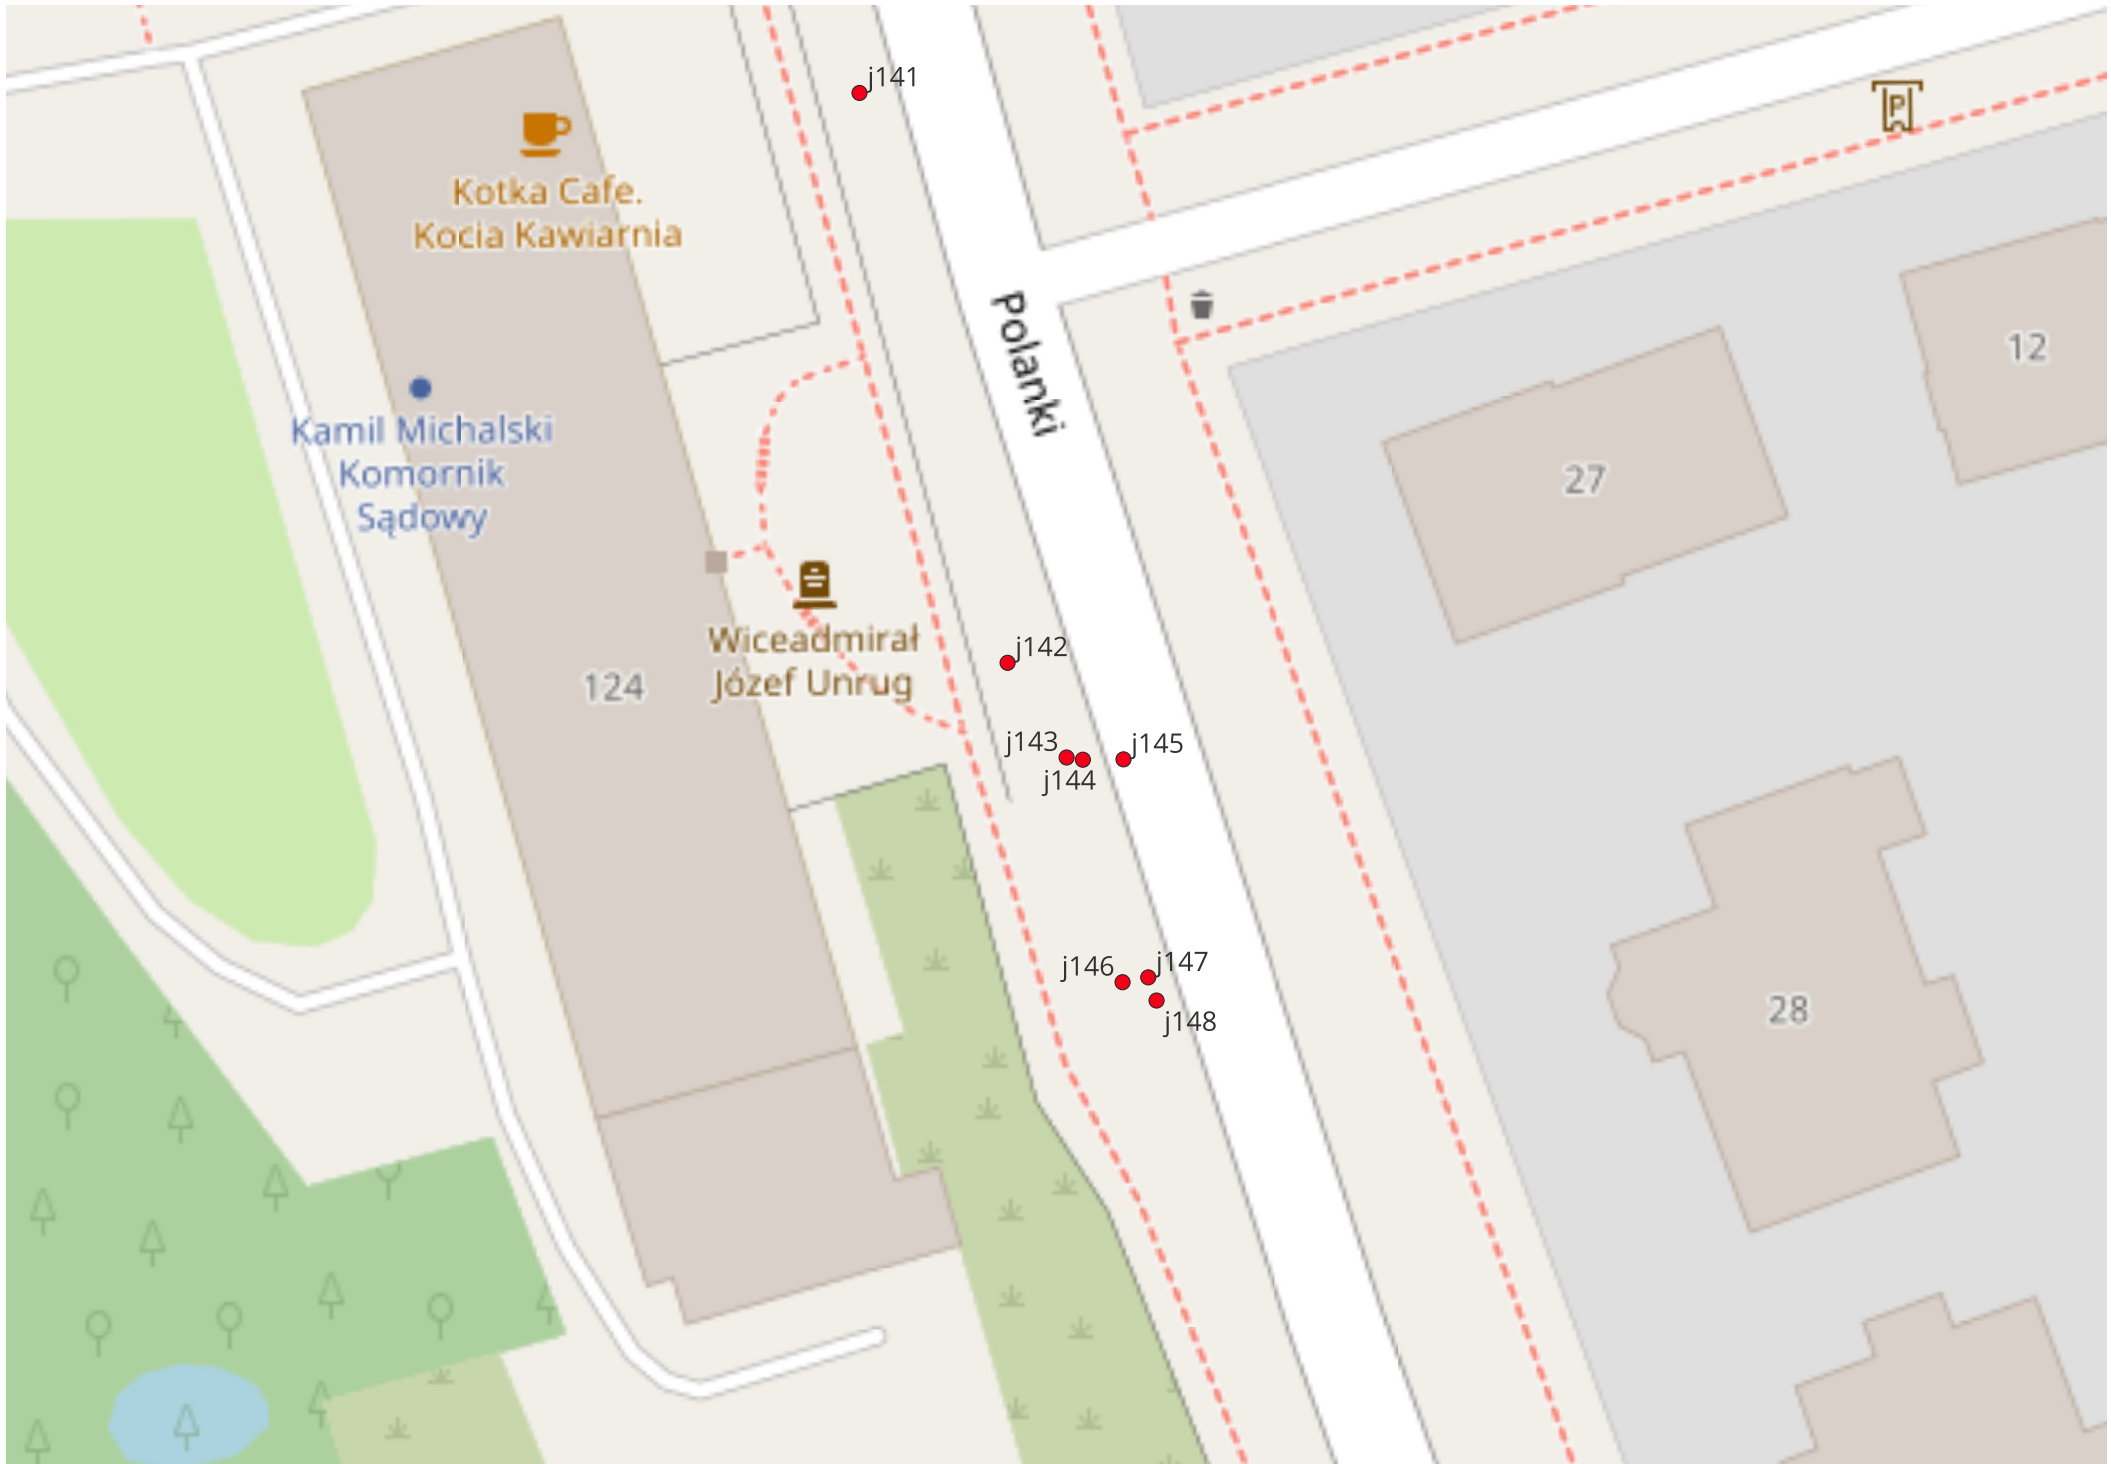 j141
P
Kotka Cafe.
Kocia Kawiarnia
Polanki
12
Kamil Michalski
Komornik
Sądowy
27
Wiceadmirał
Józef Unrug
j142
124
j143
j144
j145
j146
j147
j148
28